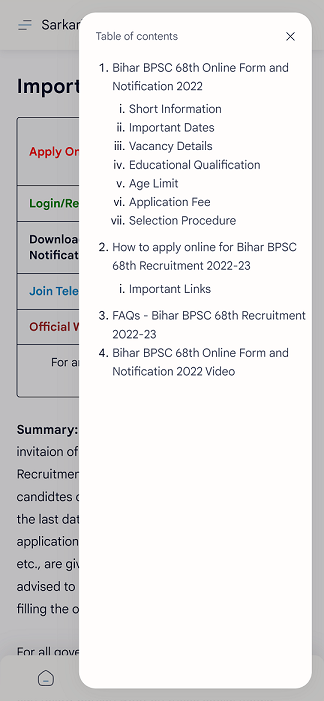 Sarkar
Table of contents
1. Bihar BPSC 68th Online Form and
Notification 2022
i. Short Information
ii. Important Dates
iii. Vacancy Details
iv. Educational Qualification
v. Age Limit
vi. Application Fee
vii. Selection Procedure
2. How to apply online for Bihar BPSC
68th Recruitment 2022-23
i. Important Links
3. FAQs - Bihar BPSC 68th Recruitment
2022-23
4. Bihar BPSC 68th Online Form and
Notification 2022 Video
Import
Apply On
Login/Re
Downloa
Notificat
Join Tele
Official W
For an
Summary:
invitaion of
Recruitmen
candidtes c
the last dat
application
etc., are giv
advised to
filling the o
For all gove